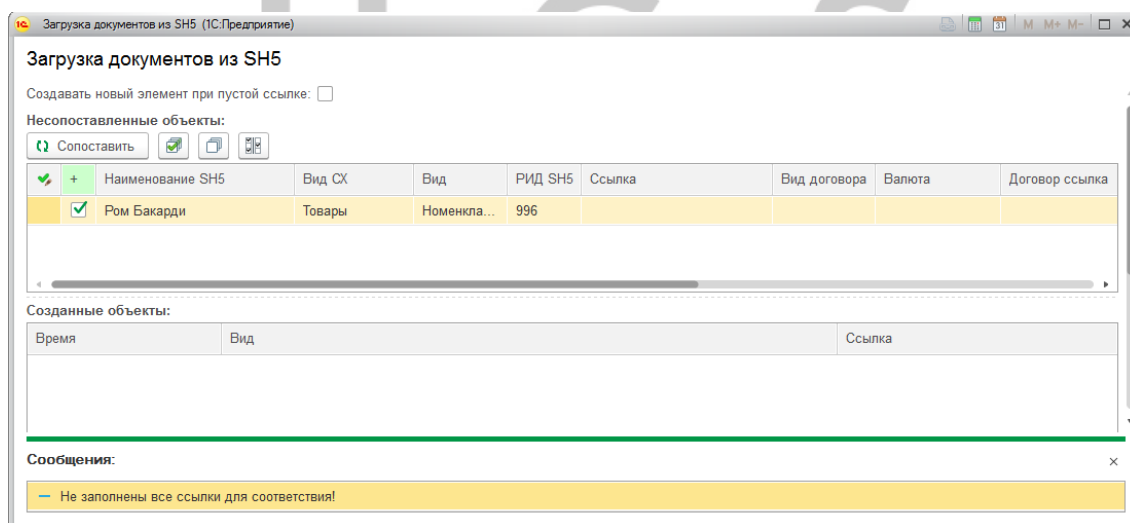 1С Загрузка документов из SH5 (1С:Предприятие) 31 M M+ M-
Загрузка документов из SH5
Создавать новый элемент при пустой ссылке:
Несопоставленные объекты:
Сопоставить
+ Наименование SH5 Вид СХ Вид РИД SH5 Ссылка Вид договора Валюта Договор ссылка
Ром Бакарди Товары Номенкла... 996
Созданные объекты:
Время Вид Ссылка
Сообщения:
Не заполнены все ссылки для соответствия!